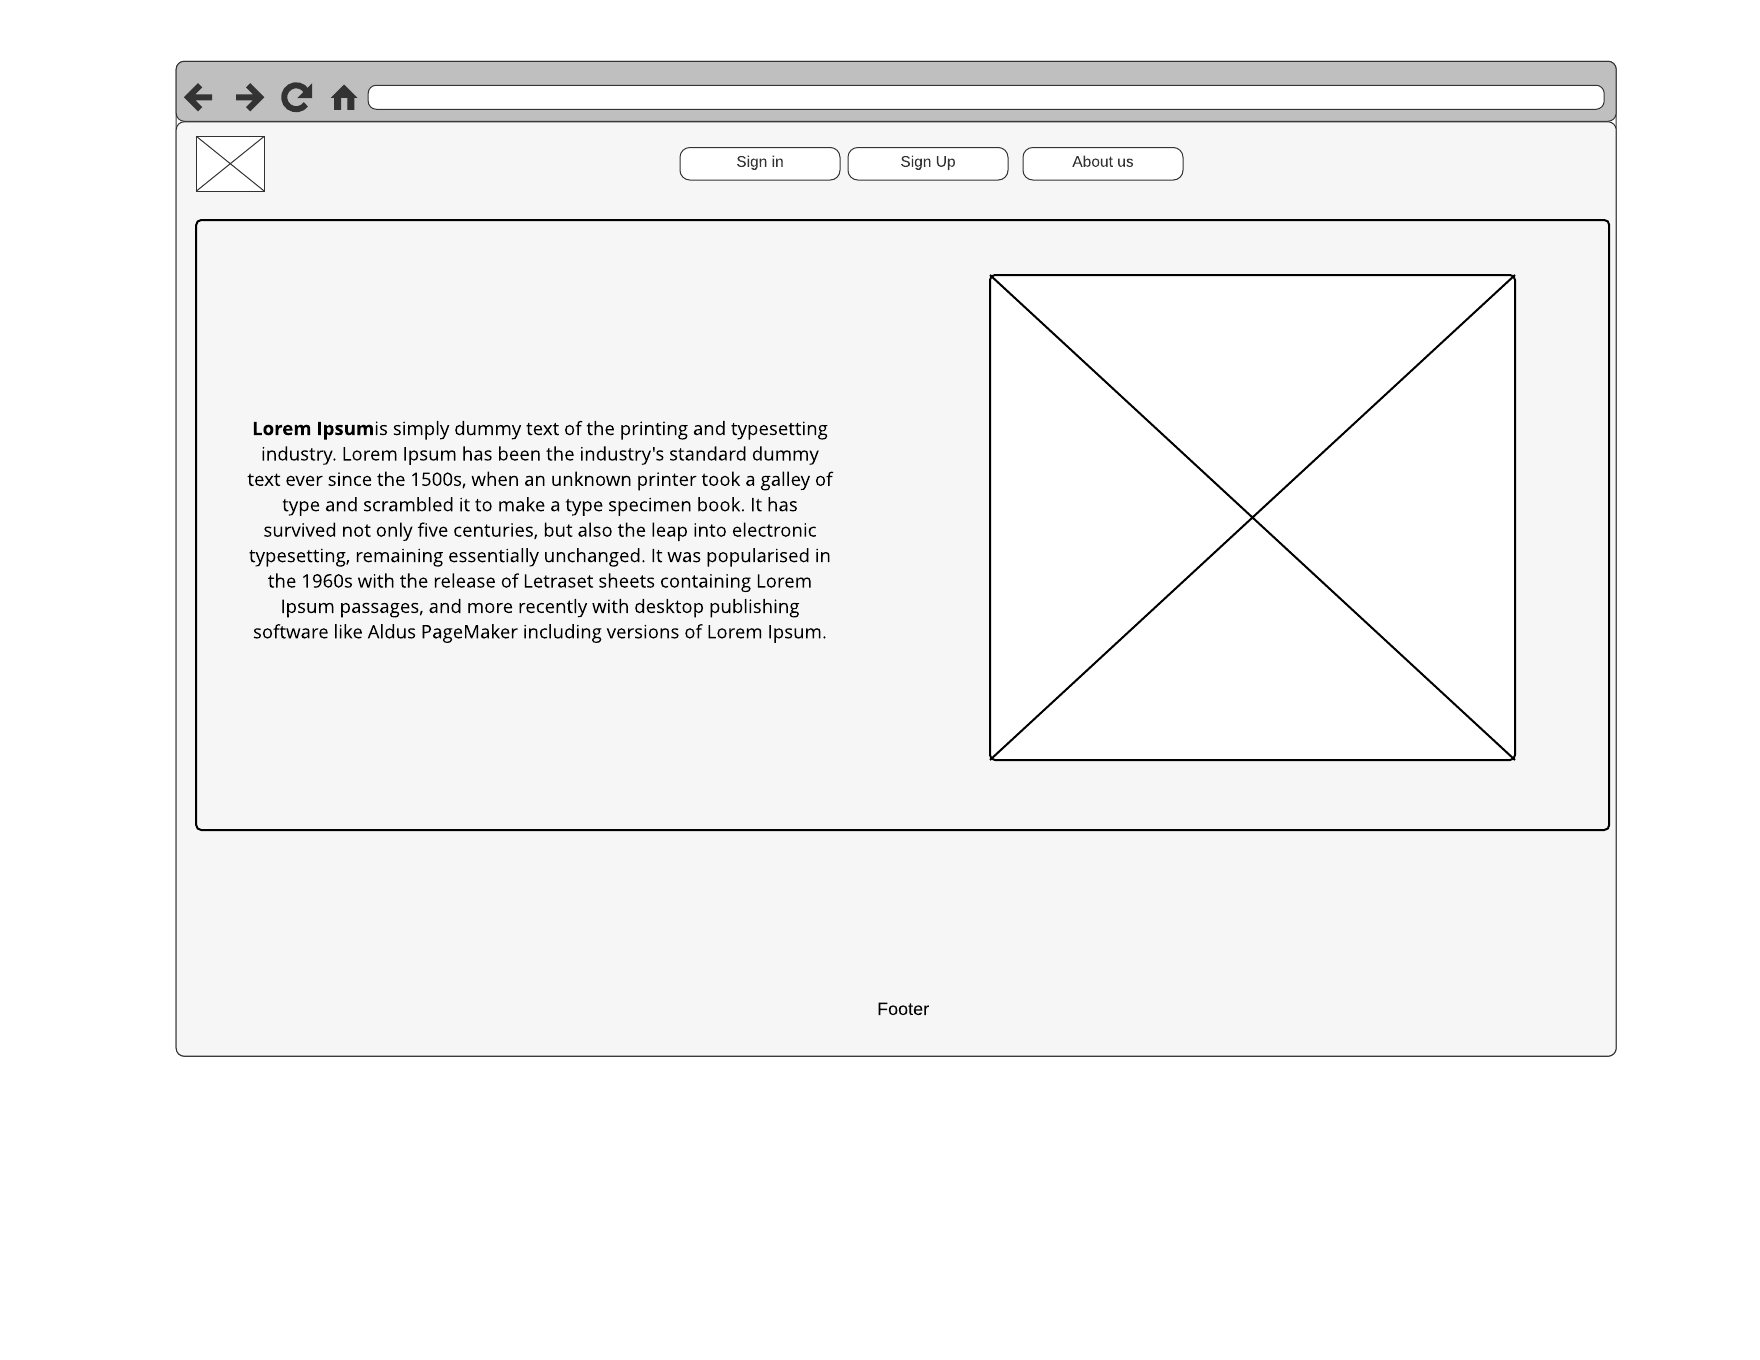 Sign in
Sign Up
About us
Lorem Ipsumis simply dummy text of the printing and typesetting
industry. Lorem Ipsum has been the industry's standard dummy
text ever since the 1500s, when an unknown printer took a galley of
type and scrambled it to make a type specimen book. It has
survived not only five centuries, but also the leap into electronic
typesetting, remaining essentially unchanged. It was popularised in
the 1960s with the release of Letraset sheets containing Lorem
Ipsum passages, and more recently with desktop publishing
software like Aldus PageMaker including versions of Lorem Ipsum.
Footer